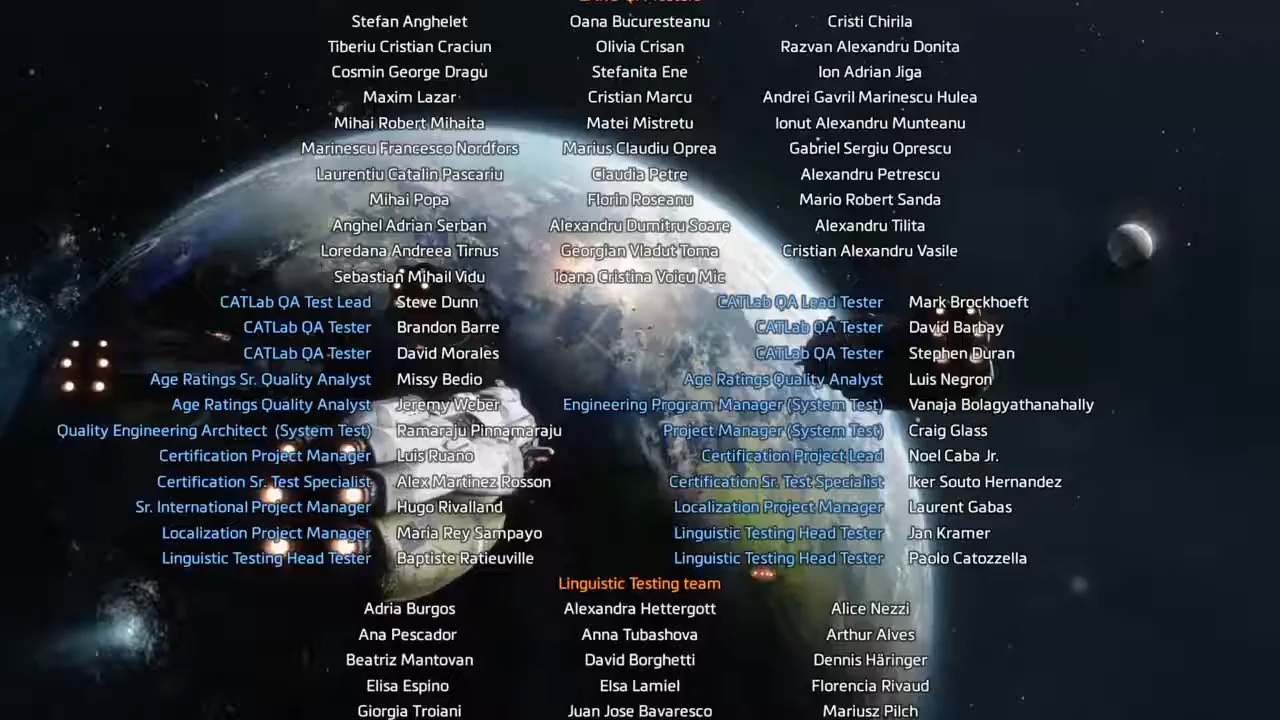 Stefan Anghelet Oana Bucuresteanu Cristi Chirila
Tiberiu Cristian Craciun Olivia Crisan Razvan Alexandru Donita
Cosmin George Dragu Stefanita Ene Ion Adrian Jiga
Maxim Lazar Cristian Marcu Andrei Gavril Marinescu Hulea
Mihai Robert Mihaita Matei Mistretu Ionut Alexandru Munteanu
Marinescu Francesco Nordfors Marius Claudiu Oprea Gabriel Sergiu Oprescu
Laurentiu Catalin Pascariu Claudia Petre Alexandru Petrescu
Mihai Popa Florin Roseanu Mario Robert Sanda
Anghel Adrian Serban Alexandru Dumitru Soare Alexandru Tilita
Loredana Andreea Tirnus Georgian Vladut Toma Cristian Alexandru Vasile
Sebastian Mihail Vidu Ioana Cristina Voicu Mic
CATLab QA Test Lead Steve Dunn CATLab QA Lead Tester Mark Brockhoeft
CATLab QA Tester Brandon Barre CATLab QA Tester David Barbay
CATLab QA Tester David Morales CATLab QA Tester Stephen Duran
Age Ratings Sr. Quality Analyst Missy Bedio Age Ratings Quality Analyst Luis Negron
Age Ratings Quality Analyst Jeremy Weber Engineering Program Manager (System Test) Vanaja Bolagyathanahally
Quality Engineering Architect (System Test) Ramaraju Pinnamaraju Project Manager (System Test) Craig Glass
Certification Project Manager Luis Ruano Certification Project Lead Noel Caba Jr.
Certification Sr. Test Specialist Alex Martinez Rosson Certification Sr. Test Specialist Iker Souto Hernandez
Sr. International Project Manager Hugo Rivalland Localization Project Manager Laurent Gabas
Localization Project Manager Maria Rey Sampayo Linguistic Testing Head Tester Jan Kramer
Linguistic Testing Head Tester Baptiste Ratieuville Linguistic Testing Head Tester Paolo Catozzella
Linguistic Testing team
Adria Burgos Alexandra Hettergott Alice Nezzi
Ana Pescador Anna Tubashova Arthur Alves
Beatriz Mantovan David Borghetti Dennis Häringer
Elisa Espino Elsa Lamiel Florencia Rivaud
Giorgia Troiani Juan Jose Bavaresco Mariusz Pilch